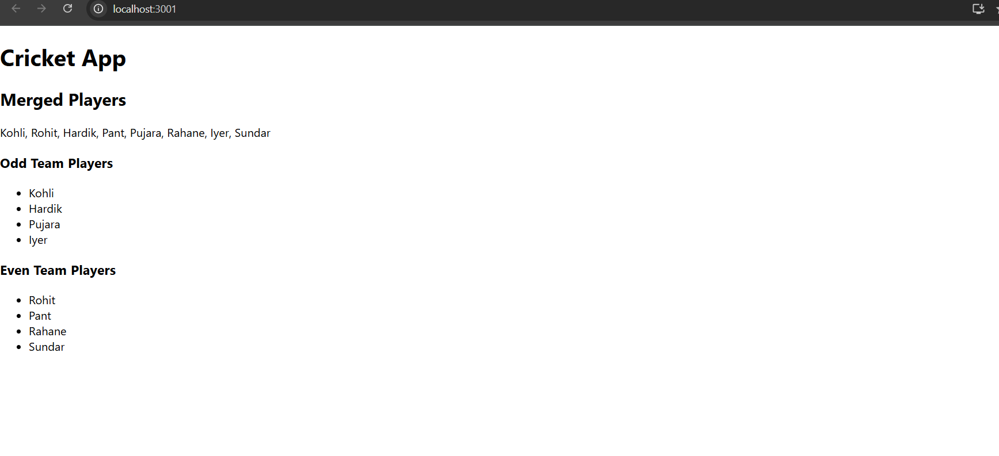 localhost:3001
Cricket App
Merged Players
Kohli, Rohit, Hardik, Pant, Pujara, Rahane, Iyer, Sundar
Odd Team Players
Kohli
Hardik
Pujara
Iyer
Even Team Players
Rohit
Pant
Rahane
Sundar